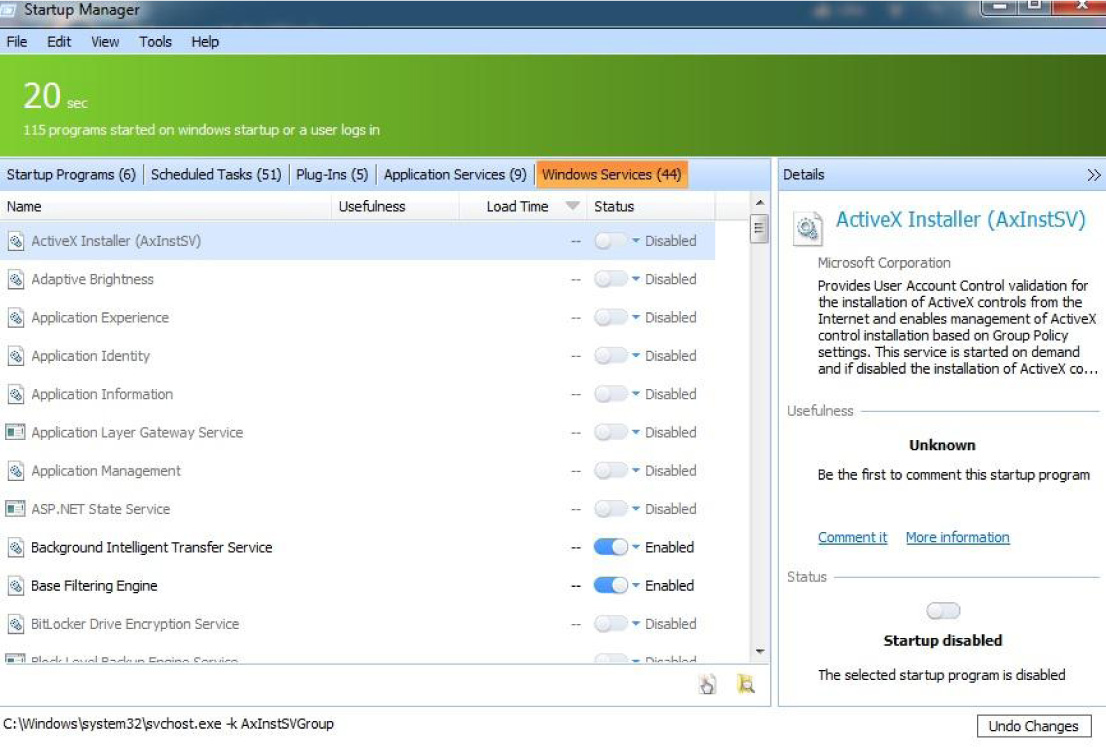 Startup Manager
File Edit View Tools Help
20 sec
115 programs started on windows startup or a user logs in
Startup Programs (6) Scheduled Tasks (51) Plug-Ins (5) Application Services (9) Windows Services (44)
Name Usefulness Load Time Status
ActiveX Installer (AxInstSV) -- Disabled
Adaptive Brightness -- Disabled
Application Experience -- Disabled
Application Identity -- Disabled
Application Information -- Disabled
Application Layer Gateway Service -- Disabled
Application Management -- Disabled
ASP.NET State Service -- Disabled
Background Intelligent Transfer Service -- Enabled
Base Filtering Engine -- Enabled
BitLocker Drive Encryption Service -- Disabled
Block Level Backup Engine Service Disabled
Details
ActiveX Installer (AxInstSV)
Microsoft Corporation
Provides User Account Control validation for
the installation of ActiveX controls from the
Internet and enables management of ActiveX
control installation based on Group Policy
settings. This service is started on demand
and if disabled the installation of ActiveX co...
Usefulness
Unknown
Be the first to comment this startup program
Comment it More information
Status
Startup disabled
The selected startup program is disabled
C:\Windows\system32\svchost.exe -k AxInstSVGroup
Undo Changes